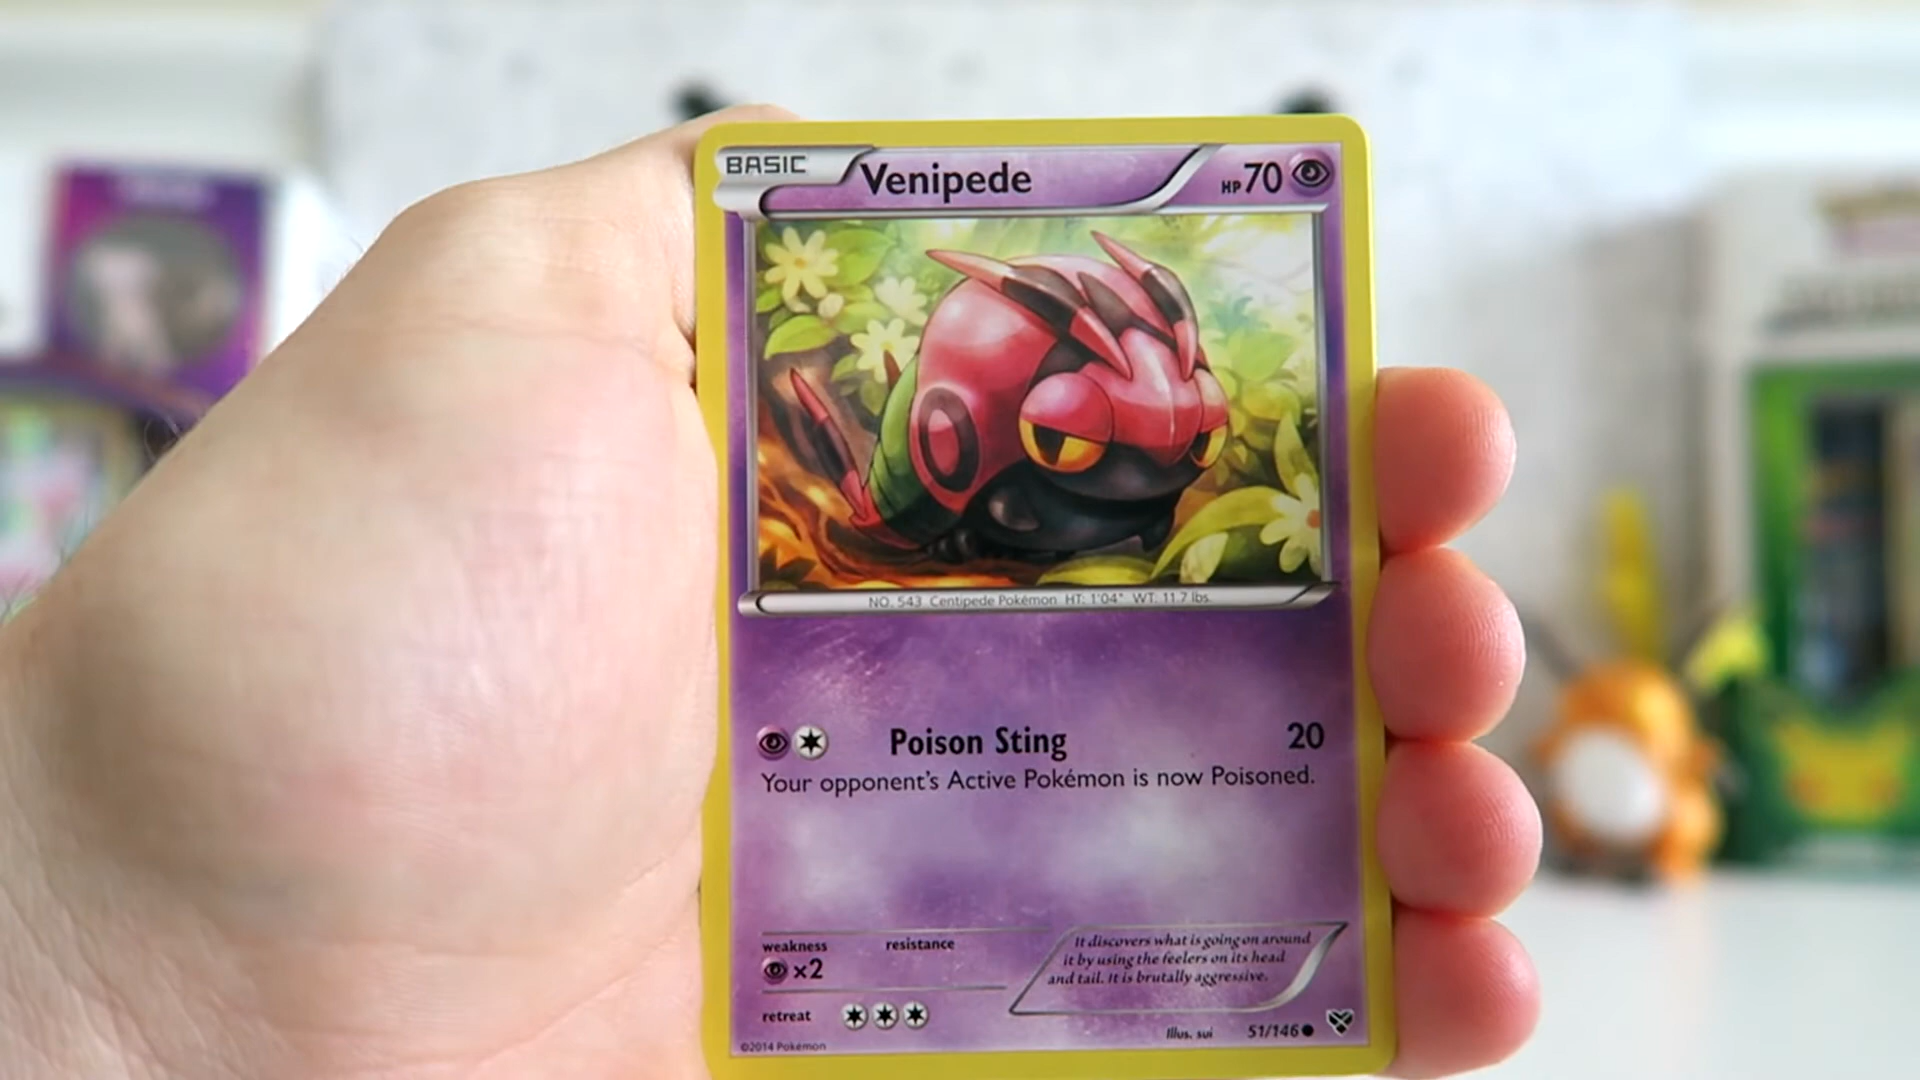 BASIC
Venipede
HP 70
NO. 543 Centipede Pokémon HT: 1'04" WT: 11.7 lbs.
Poison Sting 20
Your opponent's Active Pokémon is now Poisoned.
weakness resistance
×2
It discovers what is going on around
it by using the feelers on its head
and tail. It is brutally aggressive.
retreat
Illus. sui 51/146
©2014 Pokémon